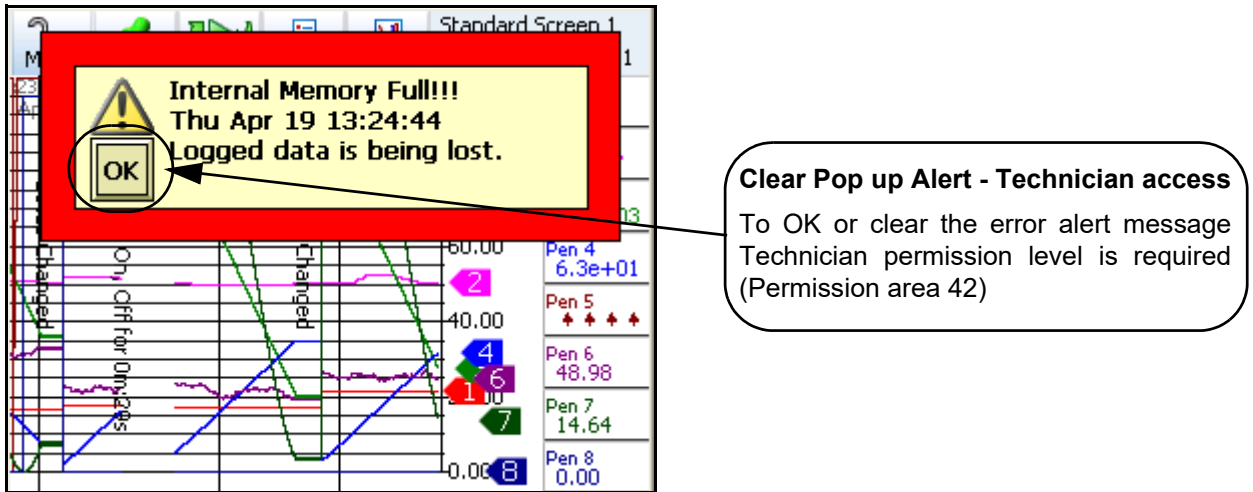 Standard Screen 1
M
1
Internal Memory Full!!!
Thu Apr 19 13:24:44
Logged data is being lost.
OK
Clear Pop up Alert - Technician access
To OK or clear the error alert message
Technician permission level is required
(Permission area 42)
23
03
60.00
Pen 4
6.3e+01
Changed
On, Off for 0m:29s
Changed
2
Pen 5
40.00
4
Pen 6
48.98
6
1
Pen 7
14.64
7
0.00
8
Pen 8
0.00